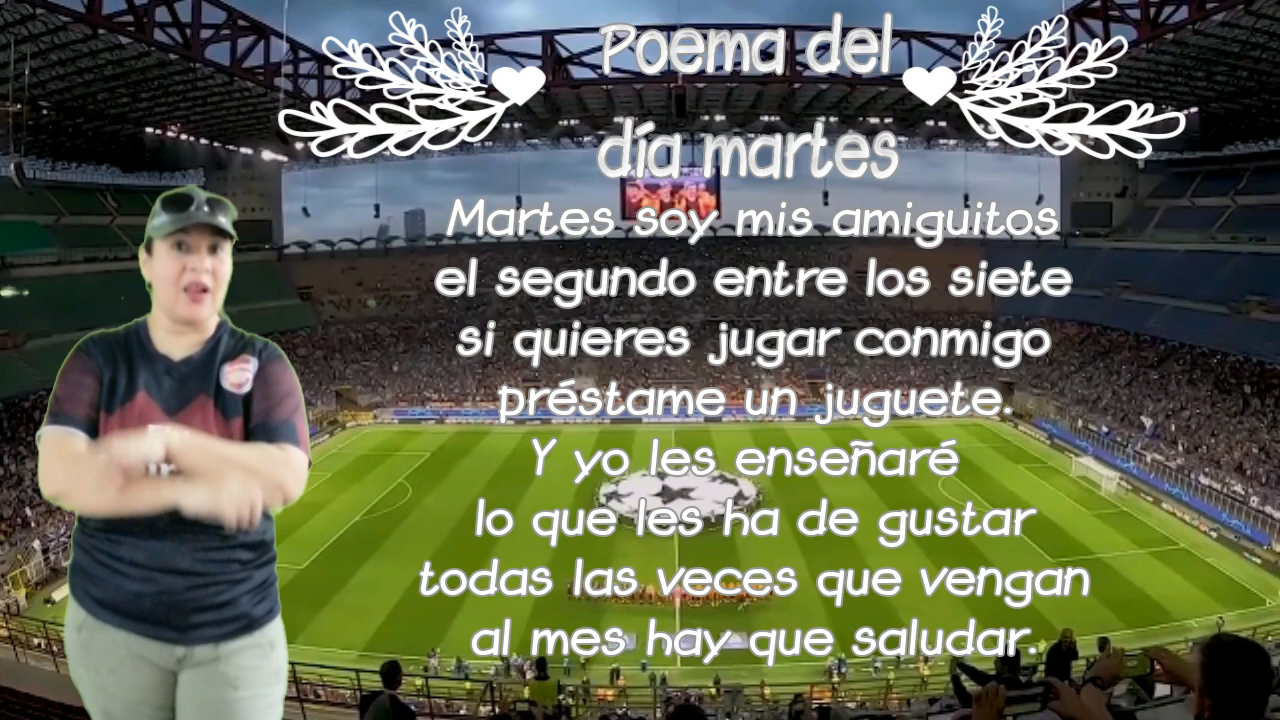 Poema del
día martes
Martes soy mis amiguitos
el segundo entre los siete
si quieres jugar conmigo
préstame un juguete.
Y yo les enseñaré
lo que les ha de gustar
todas las veces que vengan
al mes hay que saludar.